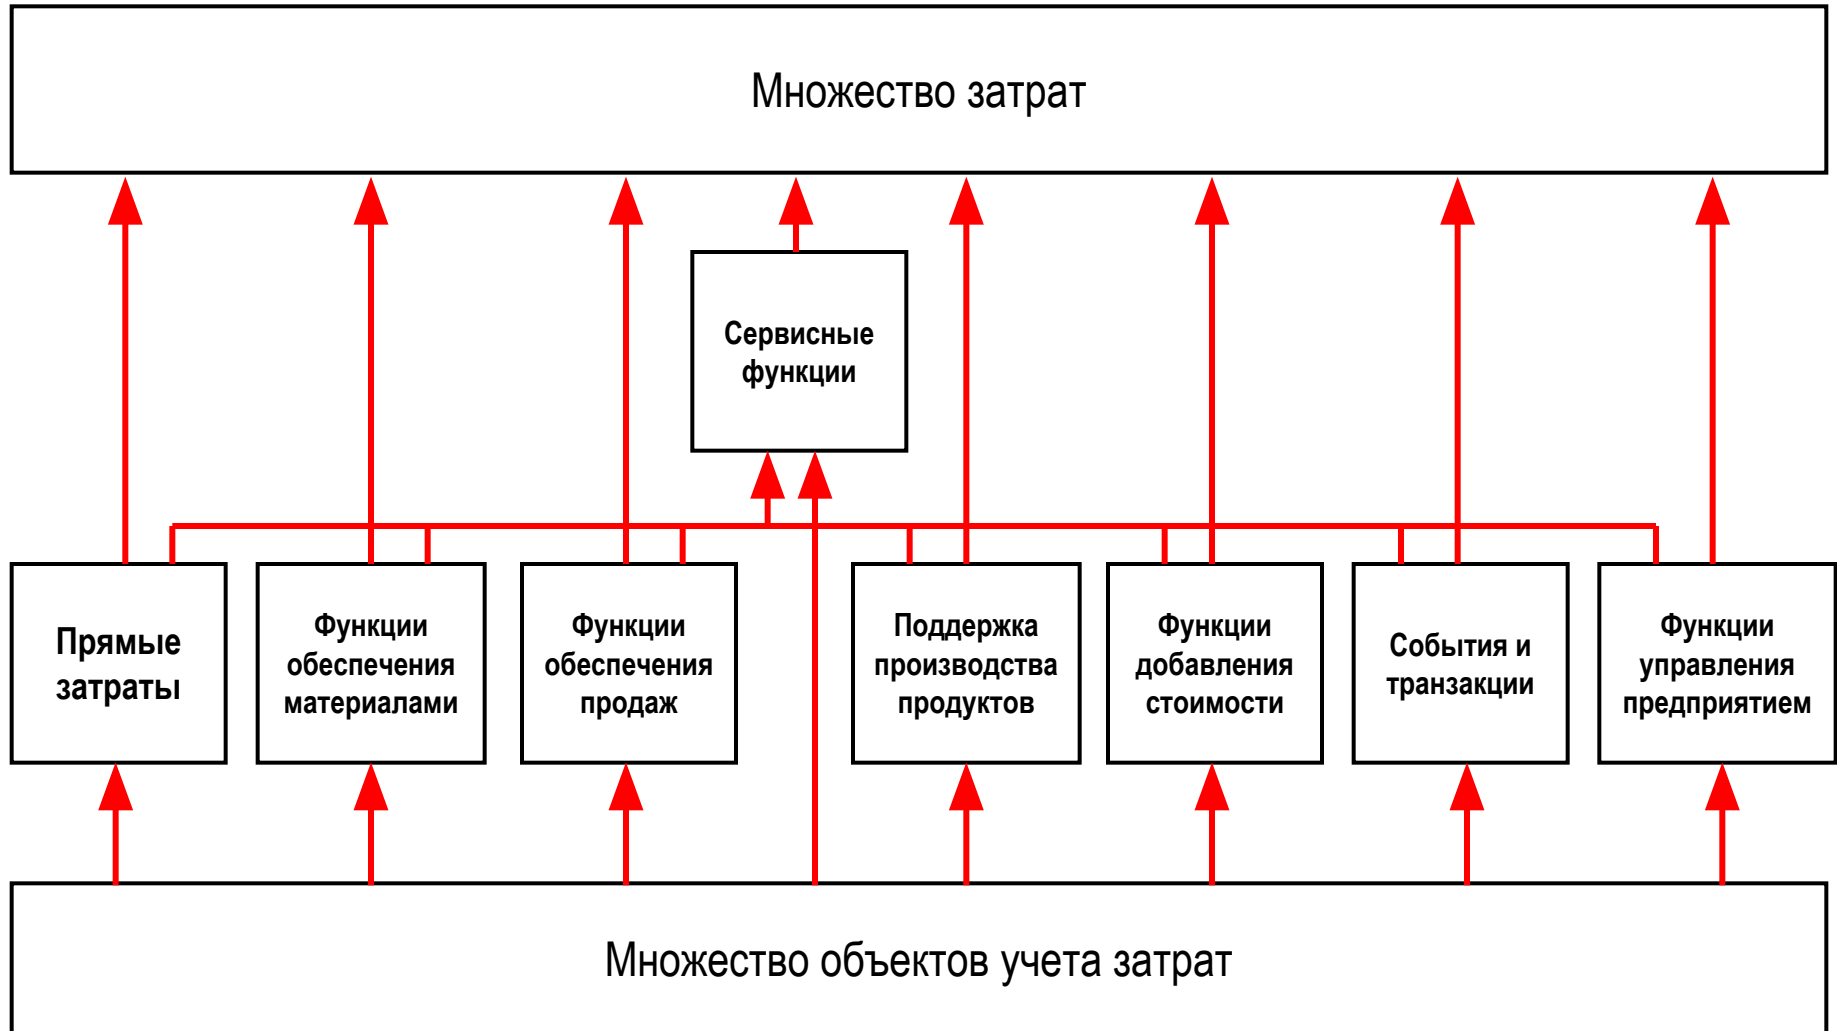 Множество затрат
Сервисные
функции
Прямые
затраты
Функции
обеспечения
материалами
Функции
обеспечения
продаж
Поддержка
производства
продуктов
Функции
добавления
стоимости
События и
транзакции
Функции
управления
предприятием
Множество объектов учета затрат